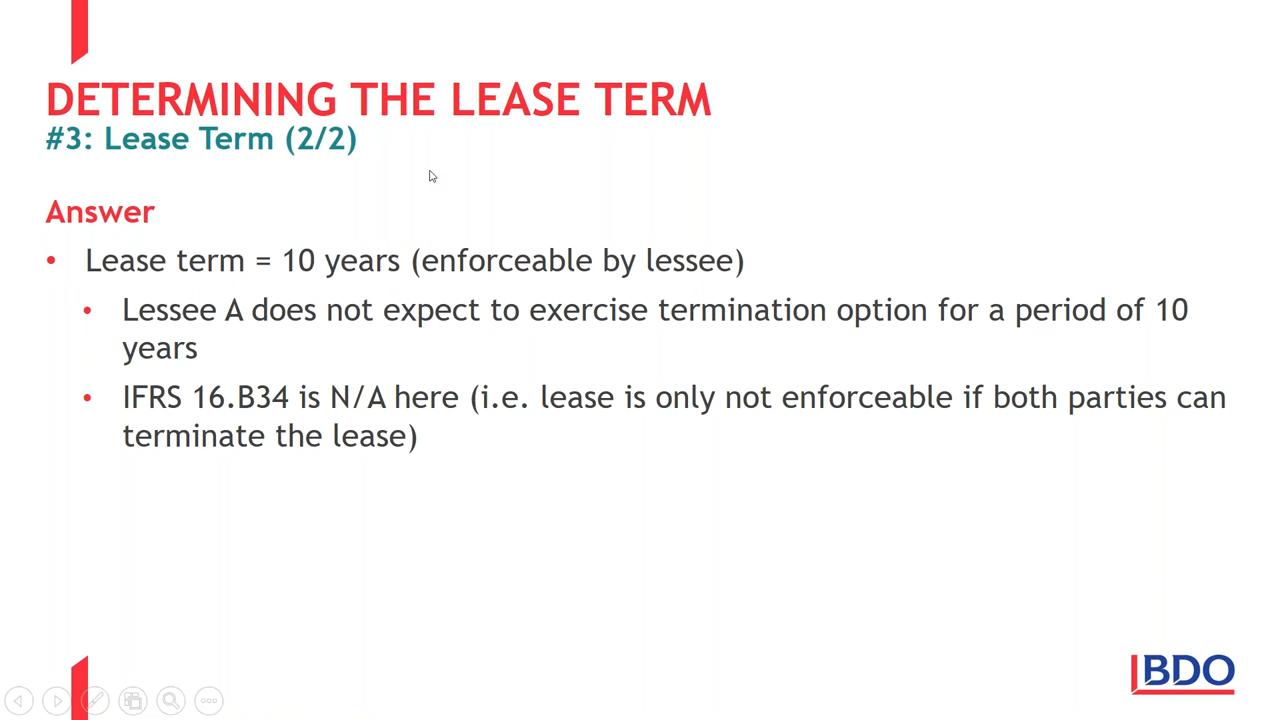 DETERMINING THE LEASE TERM
#3: Lease Term (2/2)
Answer
• Lease term = 10 years (enforceable by lessee)
• Lessee A does not expect to exercise termination option for a period of 10
years
• IFRS 16.B34 is N/A here (i.e. lease is only not enforceable if both parties can
terminate the lease)
BDO